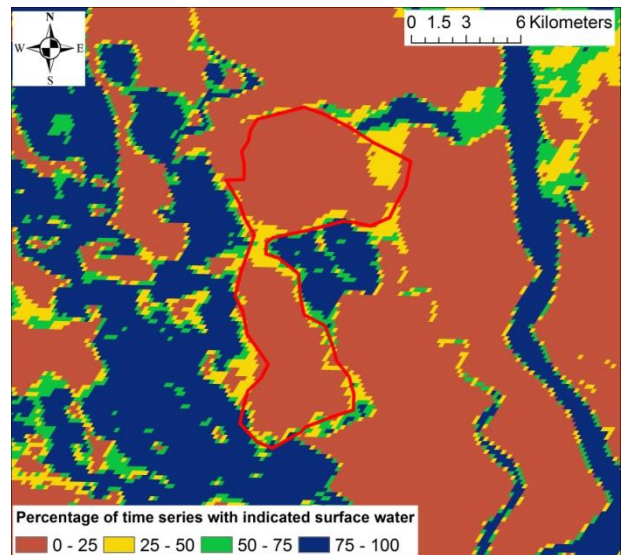 N
W E
S
0 1.5 3 6 Kilometers
Percentage of time series with indicated surface water
0 - 25 25 - 50 50 - 75 75 - 100